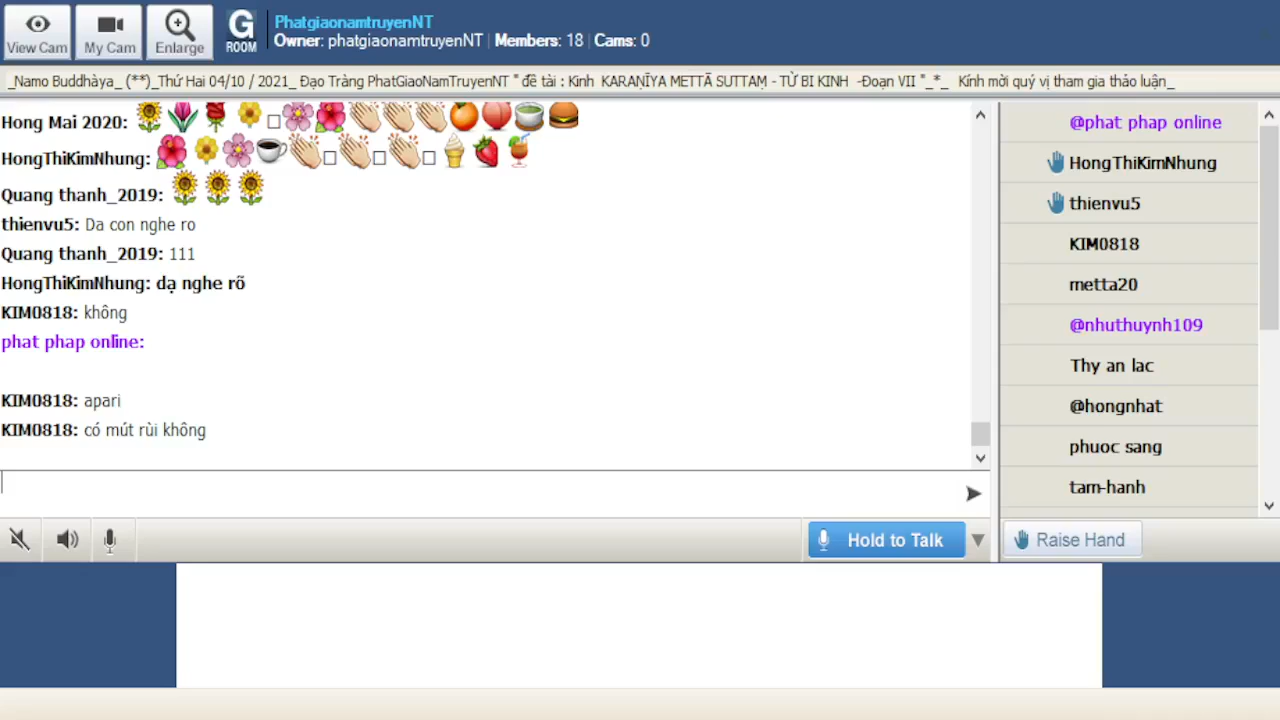 View Cam
My Cam
Enlarge
G
ROOM
PhatgiaonamtruyenNT
Owner: phatgiaonamtruyenNT | Members: 18 | Cams: 0
_Namo Buddhàya_ (**)_Thứ Hai 04/10 / 2021_ Đạo Tràng PhatGiaoNamTruyenNT " đề tài : Kinh KARAṆĪYA METTĀ SUTTAṂ - TỪ BI KINH -Đoạn VII "_*_ Kính mời quý vị tham gia thảo luận_
Hong Mai 2020:
HongThiKimNhung:
Quang thanh_2019:
thienvu5: Da con nghe ro
Quang thanh_2019: 111
HongThiKimNhung: dạ nghe rõ
KIM0818: không
phat phap online:
KIM0818: apari
KIM0818: có mút rùi không
@phat phap online
HongThiKimNhung
thienvu5
KIM0818
metta20
@nhuthuynh109
Thy an lac
@hongnhat
phuoc sang
tam-hanh
Hold to Talk
Raise Hand